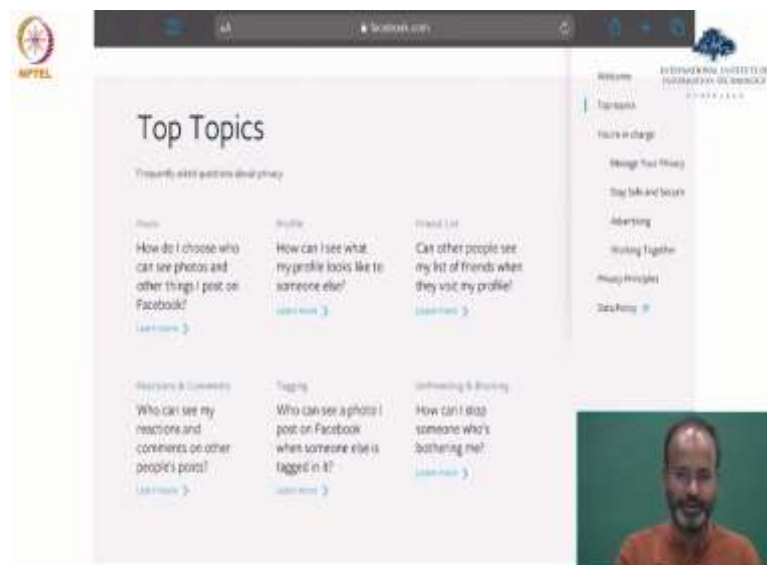 NPTEL
AA
facebook.com
INTERNATIONAL INSTITUTE OF
INFORMATION TECHNOLOGY
HYDERABAD
Welcome
Top topics
You're in charge
Manage Your Privacy
Stay Safe and Secure
Advertising
Working Together
Privacy Principles
Data Policy
Top Topics
Frequently asked questions about privacy
Posts
How do I choose who
can see photos and
other things I post on
Facebook?
Learn more
Profile
How can I see what
my profile looks like to
someone else?
Learn more
Friend List
Can other people see
my list of friends when
they visit my profile?
Learn more
Reactions & Comments
Who can see my
reactions and
comments on other
people's posts?
Learn more
Tagging
Who can see a photo I
post on Facebook
when someone else is
tagged in it?
Learn more
Unfriending & Blocking
How can I stop
someone who's
bothering me?
Learn more